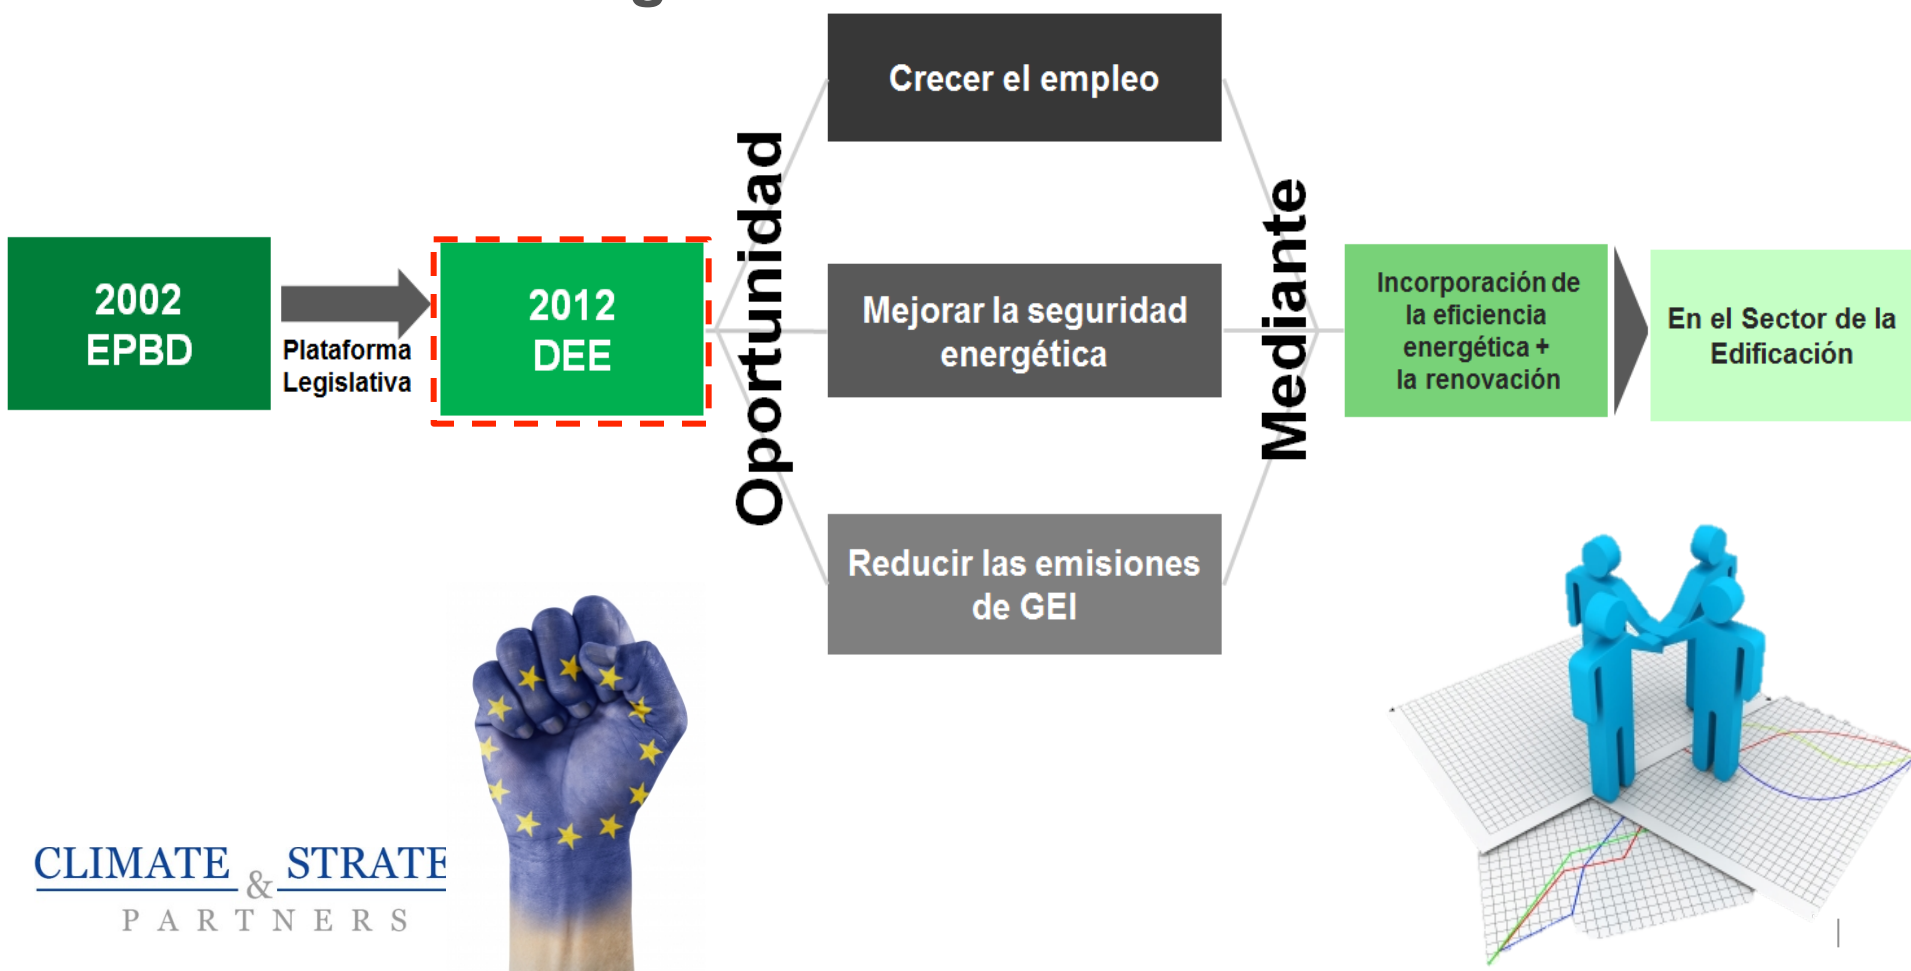 Crecer el empleo
Oportunidad
Mediante
2002
EPBD
Plataforma
Legislativa
2012
DEE
Mejorar la seguridad
energética
Incorporación de
la eficiencia
energética +
la renovación
En el Sector de la
Edificación
Reducir las emisiones
de GEI
CLIMATE & STRATE
PARTNERS